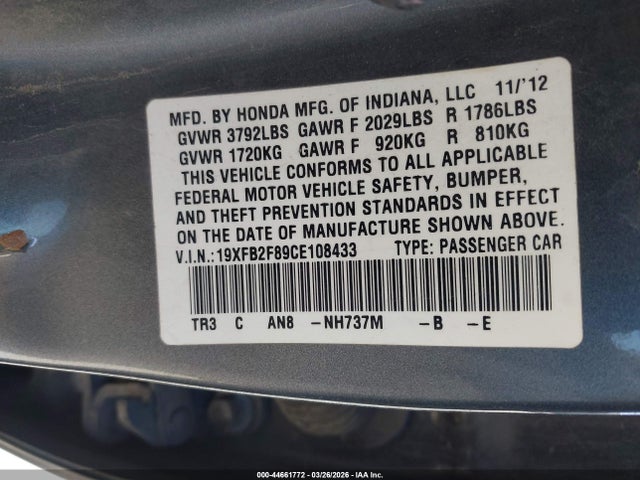 MFD. BY HONDA MFG. OF INDIANA, LLC 11/'12
GVWR 3792LBS GAWR F 2029LBS R 1786LBS
GVWR 1720KG GAWR F 920KG R 810KG
THIS VEHICLE CONFORMS TO ALL APPLICABLE
FEDERAL MOTOR VEHICLE SAFETY, BUMPER,
AND THEFT PREVENTION STANDARDS IN EFFECT
ON THE DATE OF MANUFACTURE SHOWN ABOVE.
V.I.N.:19XFB2F89CE108433 TYPE: PASSENGER CAR
TR3 C AN8 -NH737M -B -E
000-44661772 | 03/26/2026 - IAA Inc.